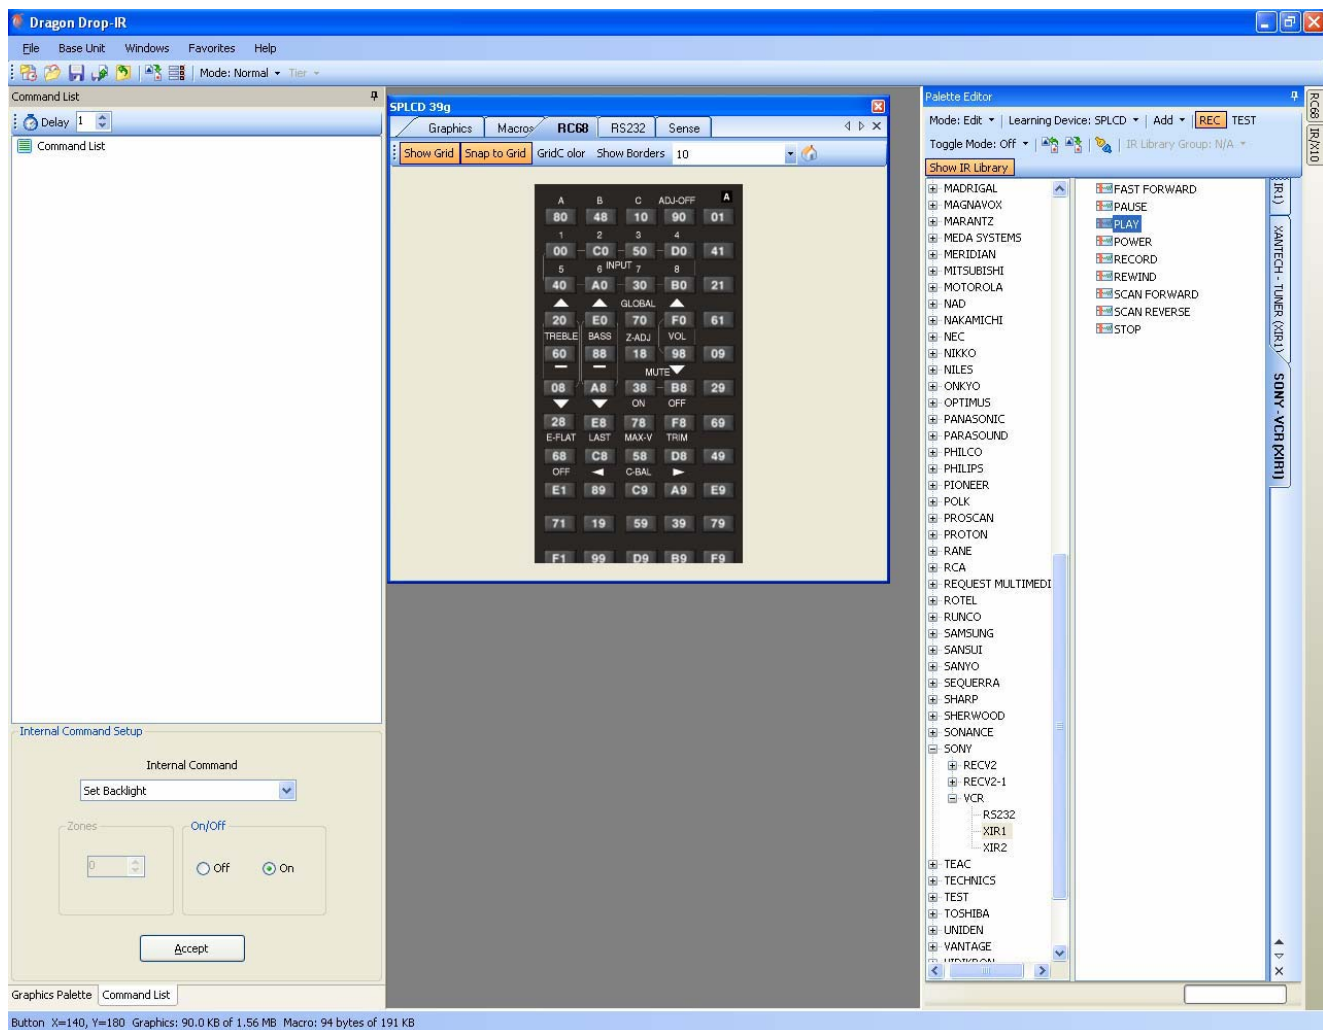 Dragon Drop-IR
File Base Unit Windows Favorites Help
Mode: Normal Tier
Command List
Delay 1
Command List
Internal Command Setup
Internal Command
Set Backlight
Zones
0
On/Off
Off On
Accept
Graphics Palette Command List
SPLCD 39g
Graphics Macros RC68 RS232 Sense
Show Grid Snap to Grid GridC olor Show Borders 10
A B C ADJ-OFF A
80 48 10 90 01
1 2 3 4
00 C0 50 D0 41
INPUT
5 6 7 8
40 A0 30 B0 21
GLOBAL
20 E0 70 F0 61
TREBLE BASS Z-ADJ VOL
60 88 18 98 09
MUTE
08 A8 38 B8 29
ON OFF
28 E8 78 F8 69
E-FLAT LAST MAX-V TRIM
68 C8 58 D8 49
OFF C-BAL
E1 89 C9 A9 E9
71 19 59 39 79
F1 99 D9 B9 F9
Palette Editor
Mode: Edit Learning Device: SPLCD Add REC TEST
Toggle Mode: Off IR Library Group: N/A
Show IR Library
MADRIGAL
MAGNAVOX
MARANTZ
MEDA SYSTEMS
MERIDIAN
MITSUBISHI
MOTOROLA
NAD
NAKAMICHI
NEC
NIKKO
NILES
ONKYO
OPTIMUS
PANASONIC
PARASOUND
PHILCO
PHILIPS
PIONEER
POLK
PROSCAN
PROTON
RANE
RCA
REQUEST MULTIMEDI
ROTEL
RUNCO
SAMSUNG
SANSUI
SANYO
SEQUERRA
SHARP
SHERWOOD
SONANCE
SONY
RECV2
RECV2-1
VCR
RS232
XIR1
XIR2
TEAC
TECHNICS
TEST
TOSHIBA
UNIDEN
VANTAGE
FAST FORWARD
PAUSE
PLAY
POWER
RECORD
REWIND
SCAN FORWARD
SCAN REVERSE
STOP
IR1)
XANTECH - TUNER (XIR1)
SONY - VCR (XIR1)
RC68
IR/X10
Button X=140, Y=180 Graphics: 90.0 KB of 1.56 MB Macro: 94 bytes of 191 KB